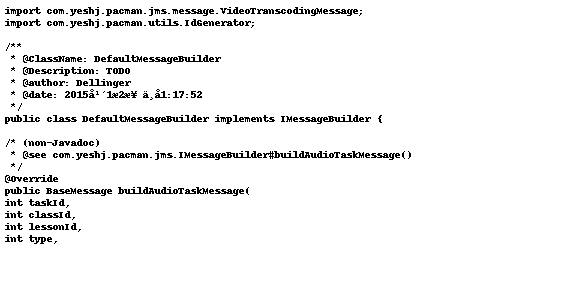 import com.yeshj.pacman.jms.message.VideoTranscodingMessage;
import com.yeshj.pacman.utils.IdGenerator;
/**
* @ClassName: DefaultMessageBuilder
* @Description: TODO
* @author: Dellinger
* @date: 2015å¹´1æ2æ¥ ä¸å1:17:52
*/
public class DefaultMessageBuilder implements IMessageBuilder {
/* (non-Javadoc)
* @see com.yeshj.pacman.jms.IMessageBuilder#buildAudioTaskMessage()
*/
@Override
public BaseMessage buildAudioTaskMessage(
int taskId,
int classId,
int lessonId,
int type,